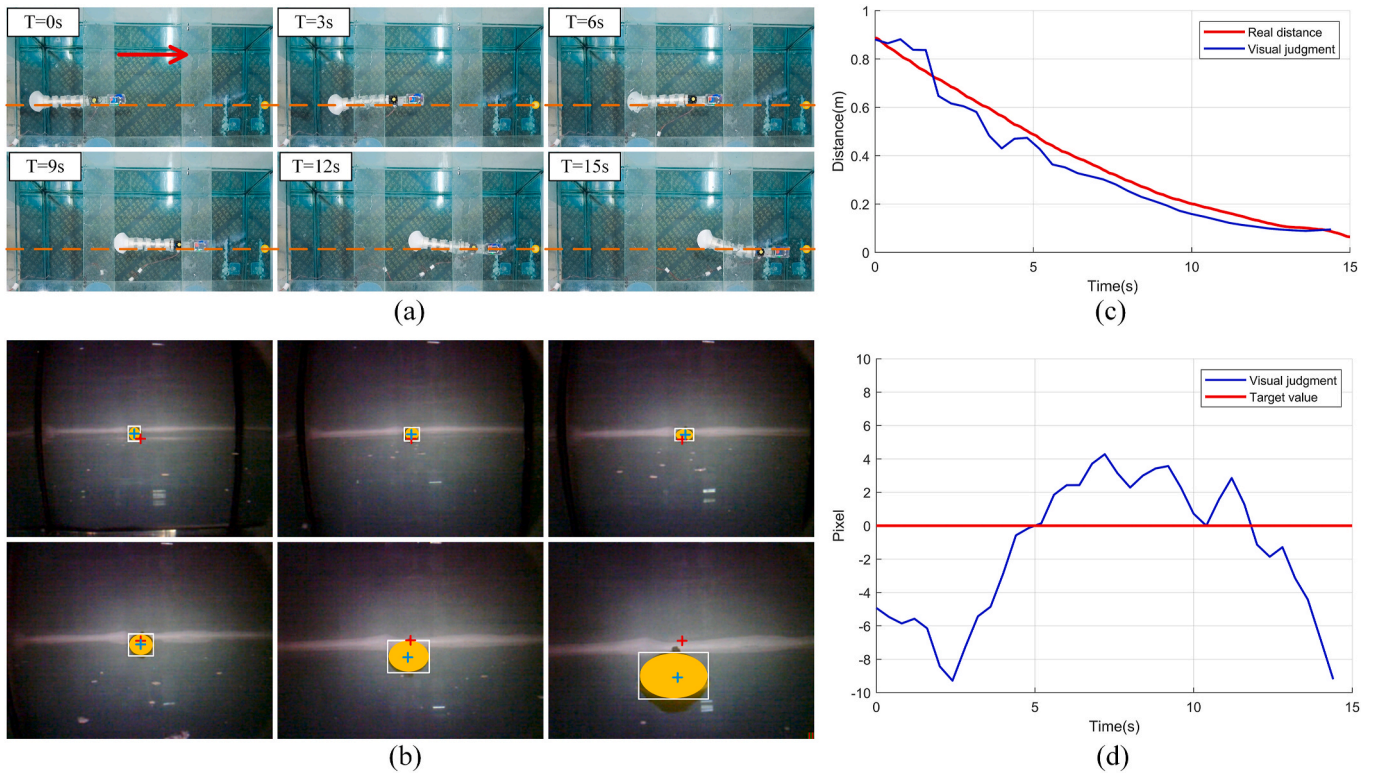 T=0s
T=3s
T=6s
T=9s
T=12s
T=15s
(a)
(b)
1
0.8
0.6
0.4
0.2
0
Distance(m)
0
5
10
15
Time(s)
Real distance
Visual judgment
(c)
10
8
6
4
2
0
-2
-4
-6
-8
-10
Pixel
0
5
10
15
Time(s)
Visual judgment
Target value
(d)